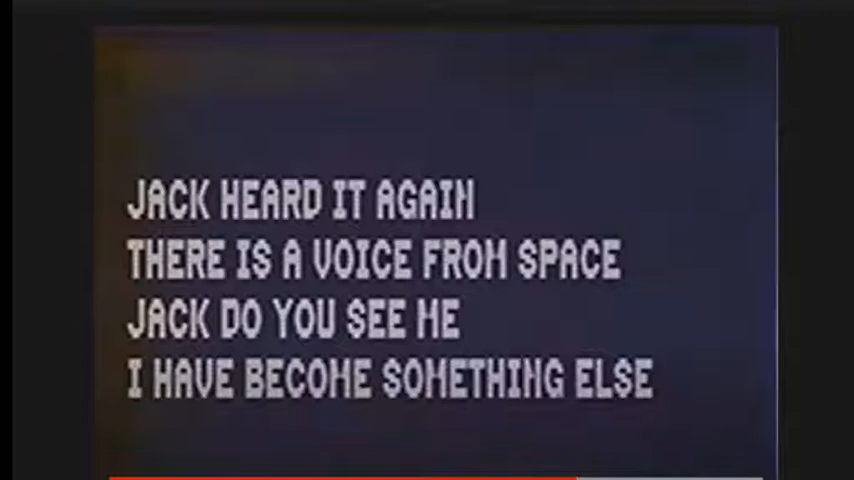 JACK HEARD IT AGAIN
THERE IS A VOICE FROM SPACE
JACK DO YOU SEE ME
I HAVE BECOME SOMETHING ELSE